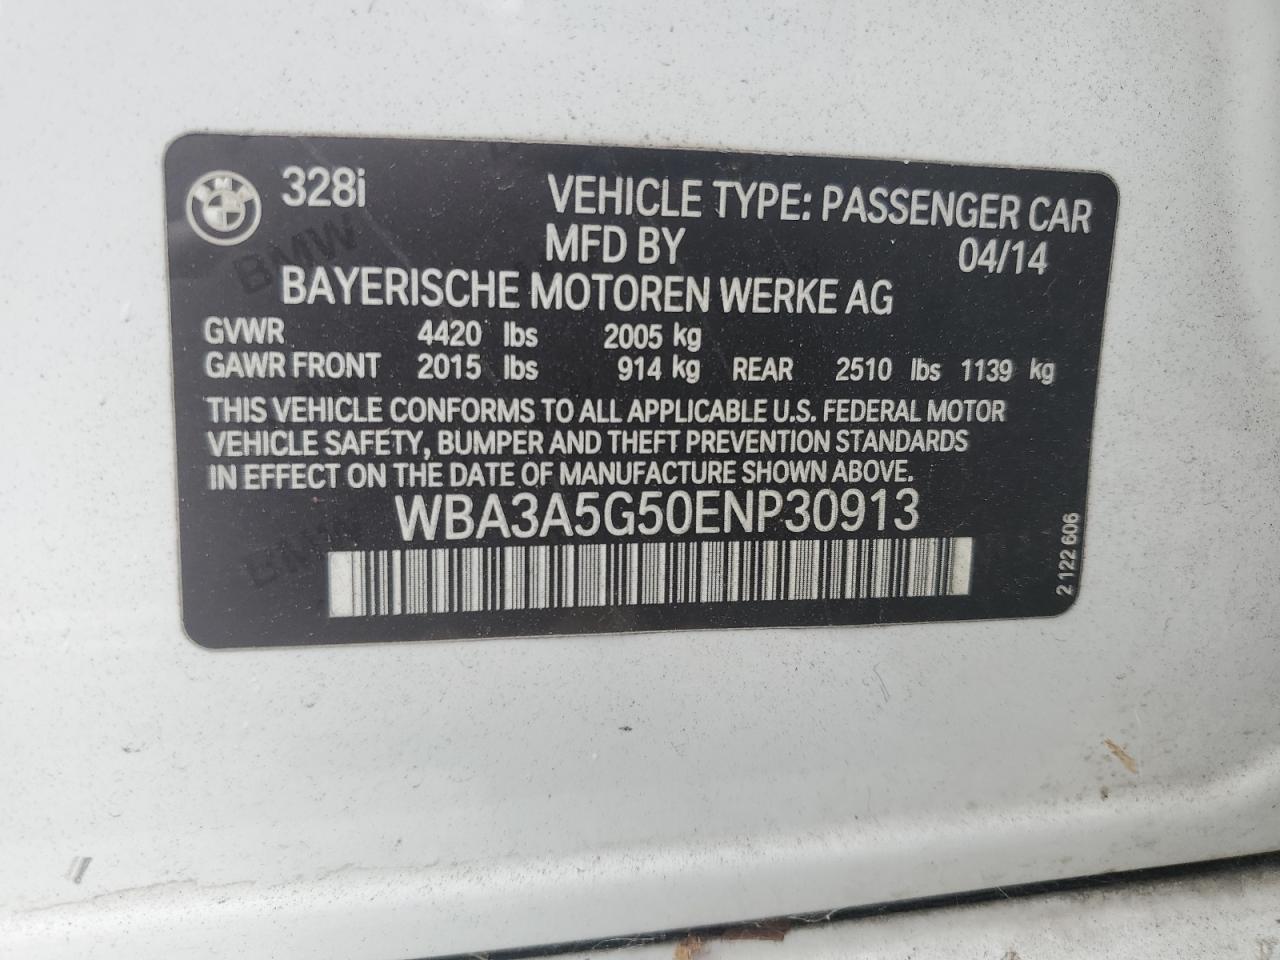 328i VEHICLE TYPE: PASSENGER CAR
MFD BY 04/14
BAYERISCHE MOTOREN WERKE AG
GVWR 4420 lbs 2005 kg
GAWR FRONT 2015 lbs 914 kg REAR 2510 lbs 1139 kg
THIS VEHICLE CONFORMS TO ALL APPLICABLE U.S. FEDERAL MOTOR
VEHICLE SAFETY, BUMPER AND THEFT PREVENTION STANDARDS
IN EFFECT ON THE DATE OF MANUFACTURE SHOWN ABOVE.
WBA3A5G50ENP30913
2 122 606
BMW
BMW